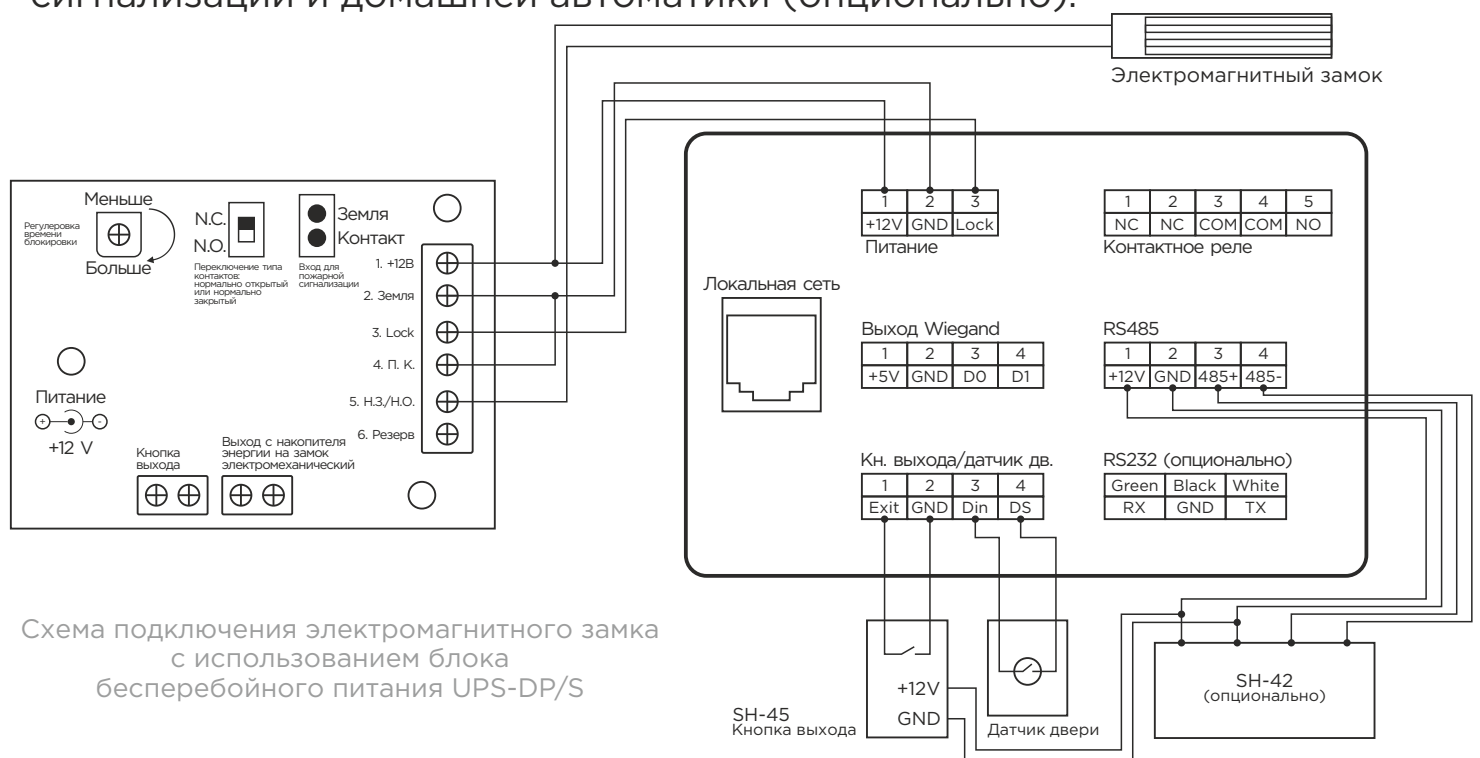 сигнализации и домашней автоматики (опционально).
Электромагнитный замок
Меньше
Регулеровка
времени
блокировки
Больше
N.C.
N.O.
Переключение типа
контактов:
нормально открытый
или нормально
закрытый
Земля
Контакт
Вход для
пожарной
сигнализации
1. +12В
2. Земля
3. Lock
4. П. К.
5. Н.З./Н.О.
6. Резерв
Питание
+ -
+12 V
Кнопка
выхода
Выход с накопителя
энергии на замок
электромеханический
1 2 3
+12V GND Lock
Питание
1 2 3 4 5
NC NC COM COM NO
Контактное реле
Локальная сеть
Выход Wiegand
1 2 3 4
+5V GND D0 D1
RS485
1 2 3 4
+12V GND 485+ 485-
Кн. выхода/датчик дв.
1 2 3 4
Exit GND Din DS
RS232 (опционально)
Green Black White
RX GND TX
Схема подключения электромагнитного замка
с использованием блока
бесперебойного питания UPS-DP/S
+12V
GND
SH-45
Кнопка выхода
Датчик двери
SH-42
(опционально)